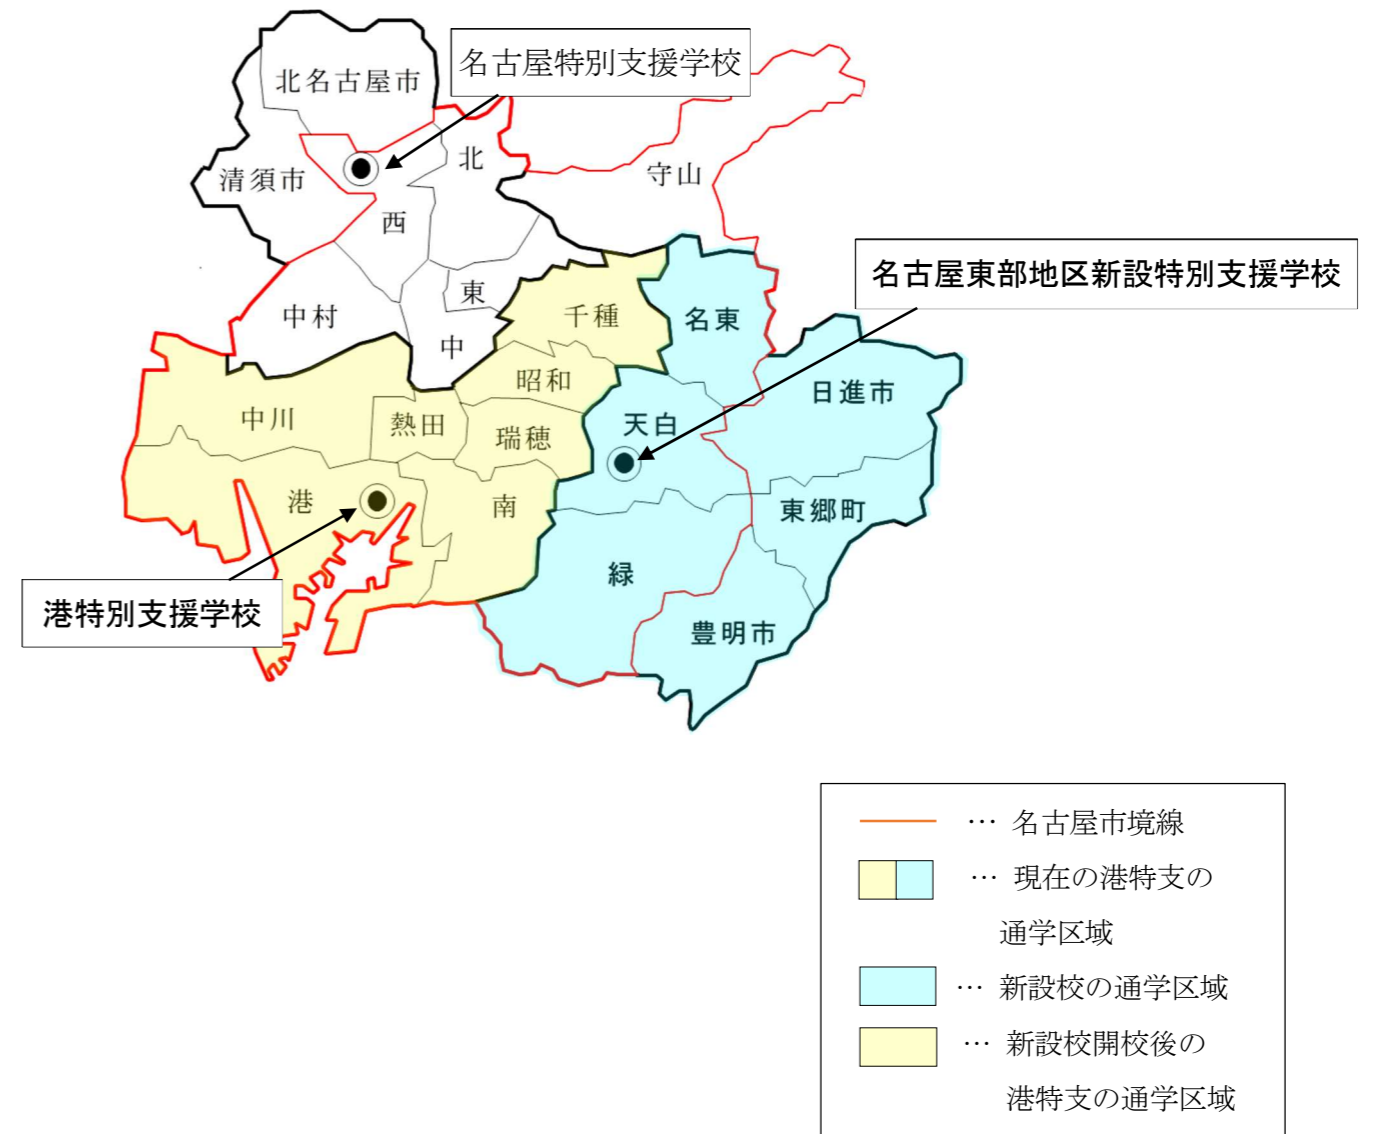 北名古屋市
名古屋特別支援学校
北
清須市
守山
西
名古屋東部地区新設特別支援学校
東
中村
千種
名東
中
昭和
日進市
中川
熱田
瑞穂
天白
港
南
東郷町
緑
港特別支援学校
豊明市
… 名古屋市境線
… 現在の港特支の
通学区域
… 新設校の通学区域
… 新設校開校後の
港特支の通学区域